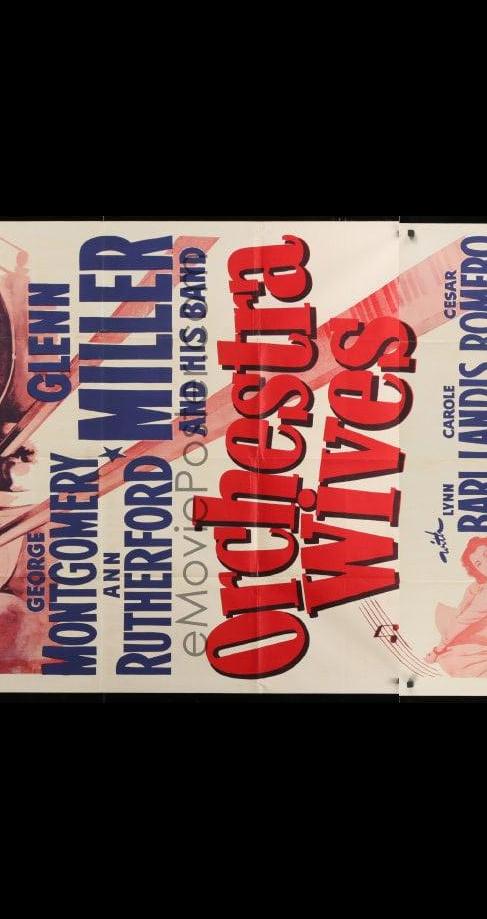 GEORGE
MONTGOMERY
ANN
RUTHERFORD
★
GLENN
MILLER
AND HIS BAND
eMoviePoster
Orchestra
Wives
with LYNN CAROLE CESAR
BARI LANDIS ROMERO